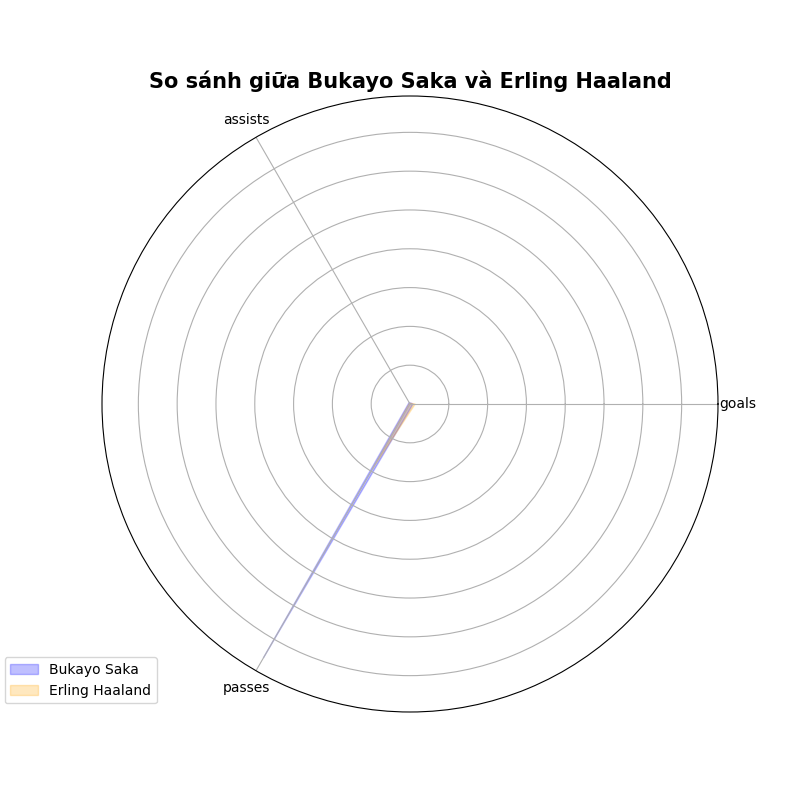 So sánh giữa Bukayo Saka và Erling Haaland
assists
goals
passes
Bukayo Saka
Erling Haaland